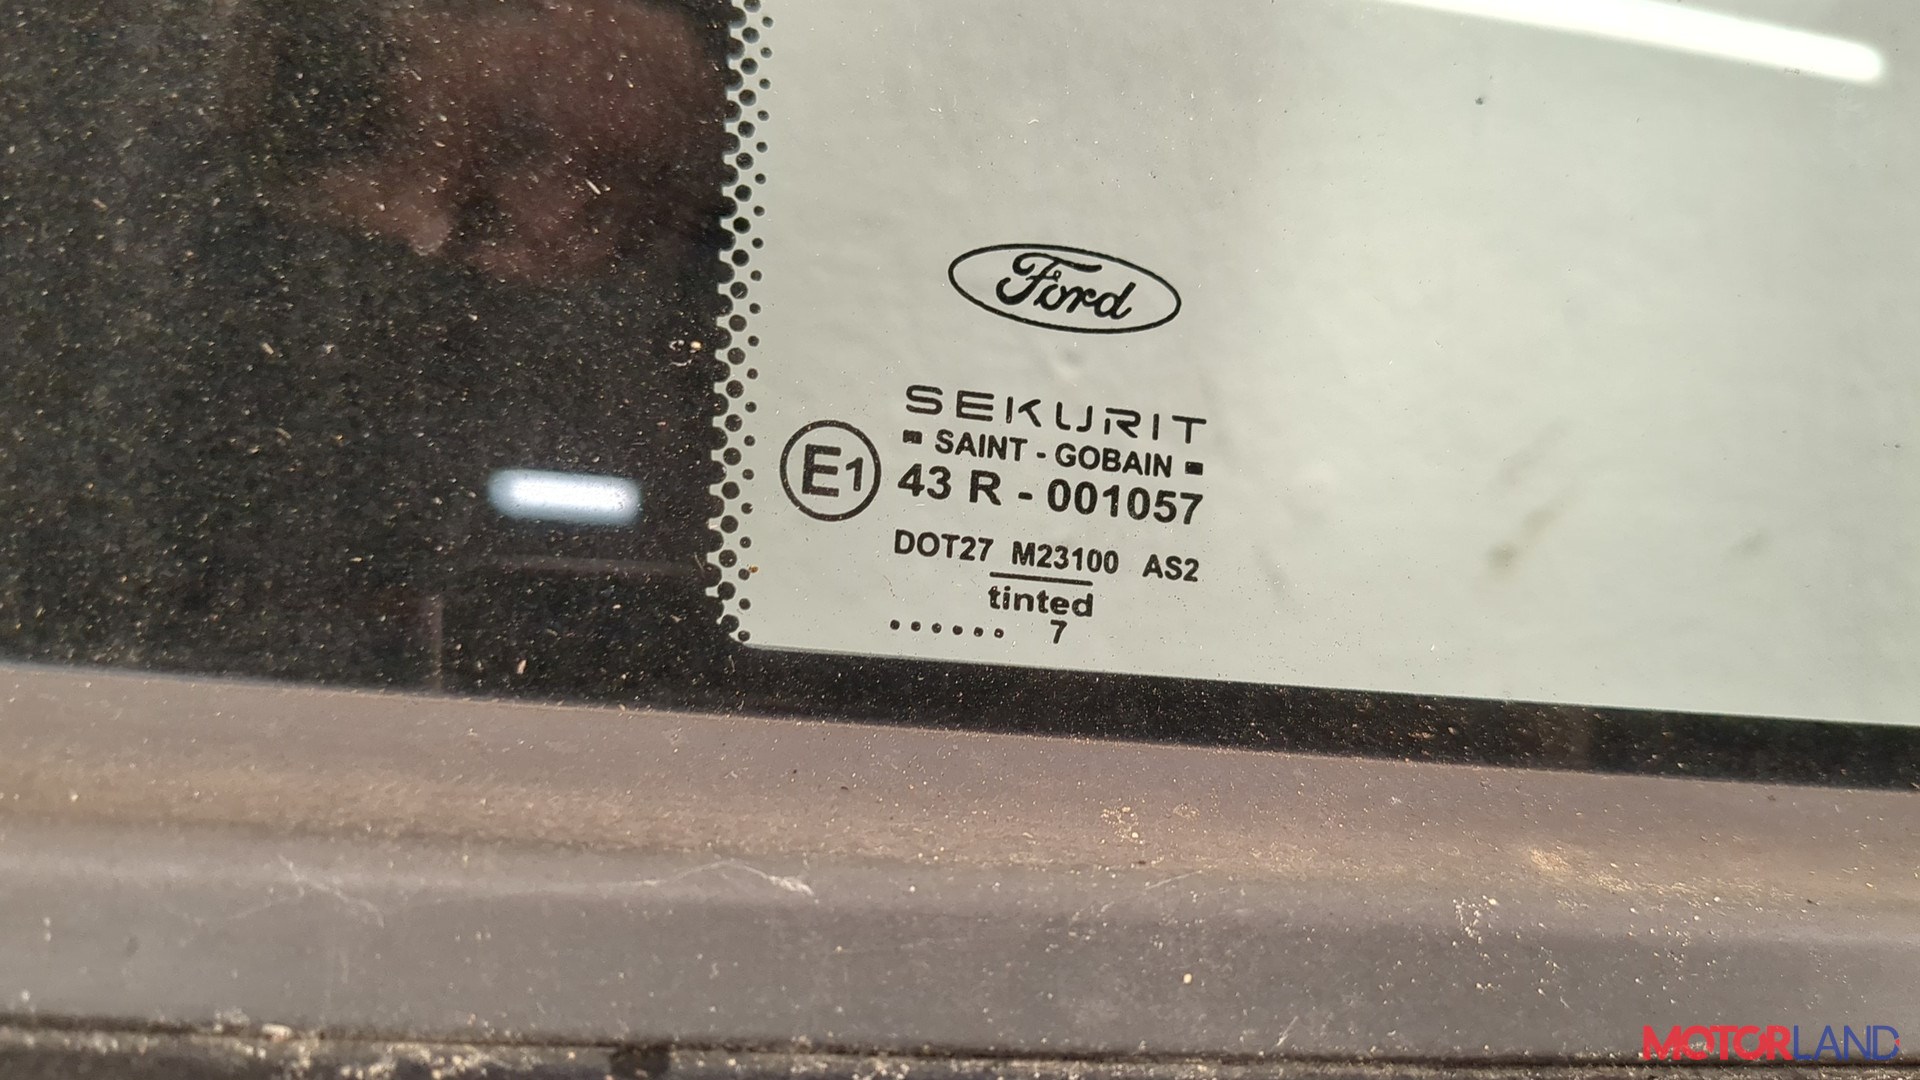 Ford
SEKURIT
SAINT - GOBAIN
E1
43 R - 001057
DOT27 M23100 AS2
tinted
...... 7
MOTORLAND